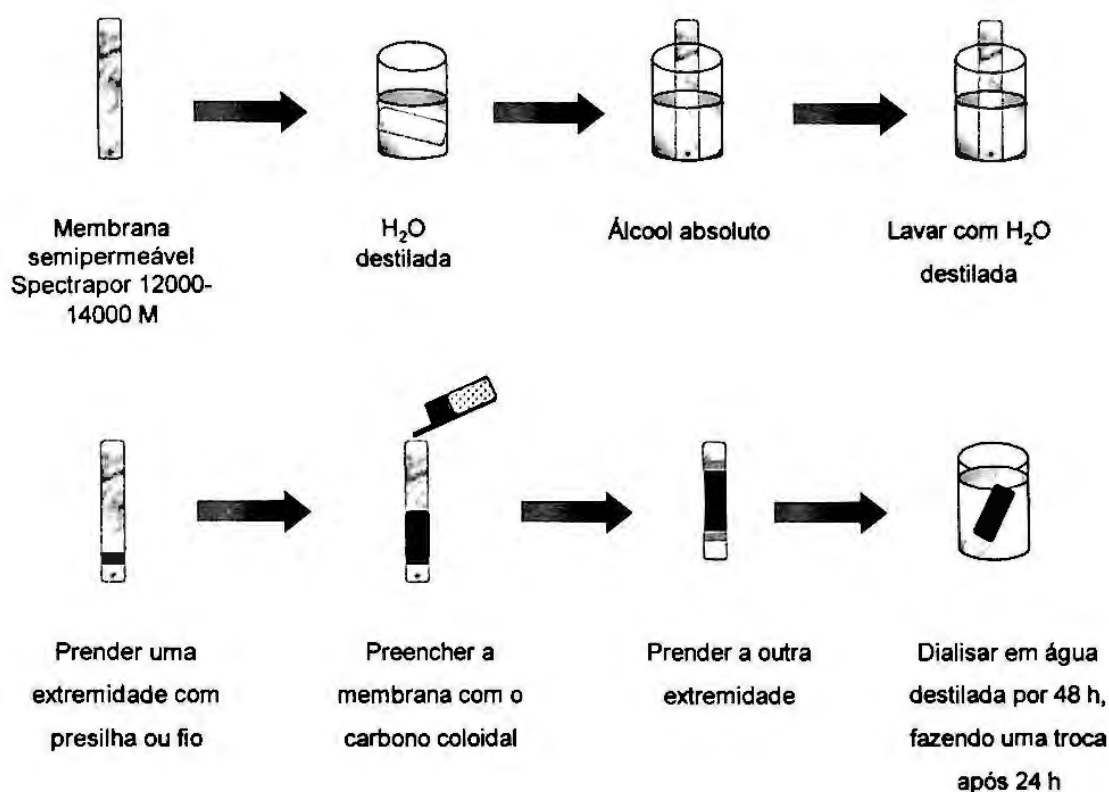 Membrana
semipermeável
Spectrapor 12000-
14000 M
H₂O
destilada
Álcool absoluto
Lavar com H₂O
destilada
Prender uma
extremidade com
presilha ou fio
Preencher a
membrana com o
carbono coloidal
Prender a outra
extremidade
Dialisar em água
destilada por 48 h,
fazendo uma troca
após 24 h